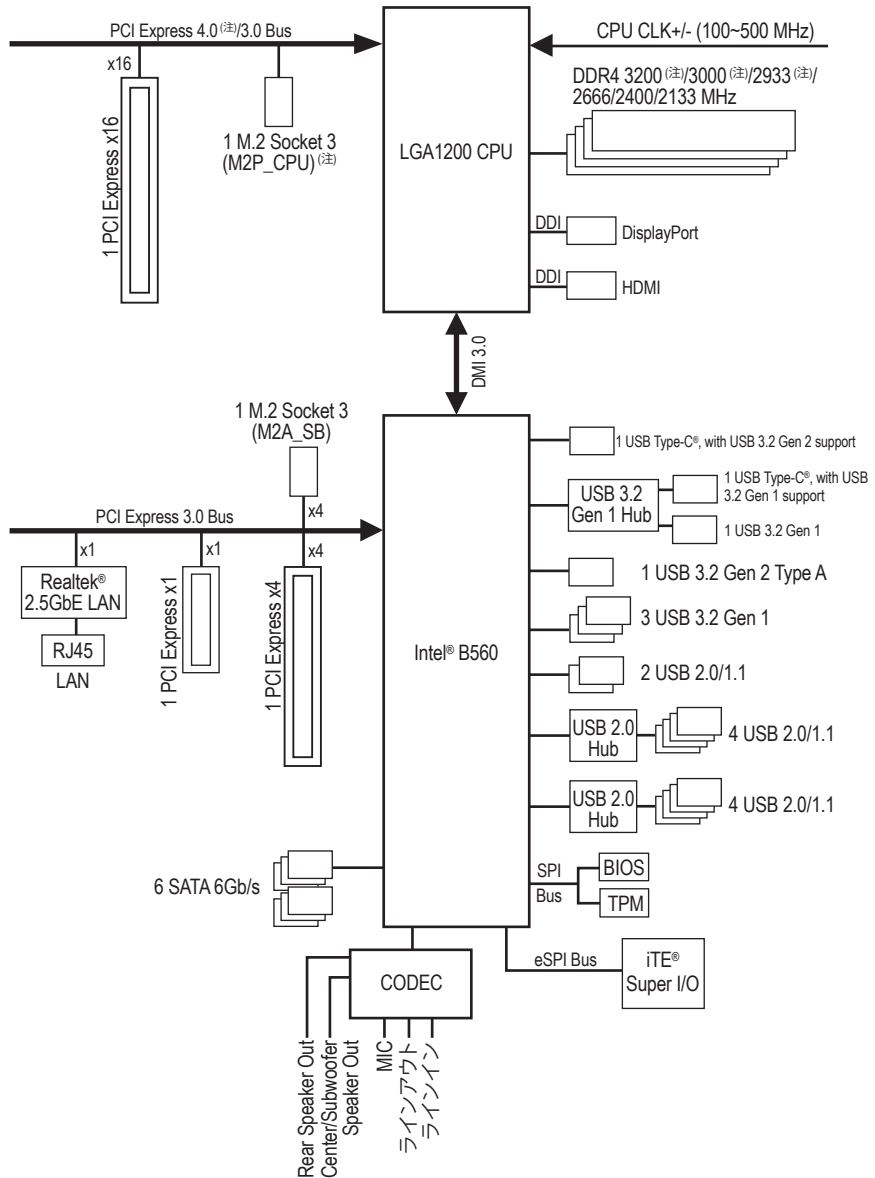 PCI Express 4.0 (注)/3.0 Bus
CPU CLK+/- (100~500 MHz)
x16
DDR4 3200 (注)/3000 (注)/2933 (注)/
2666/2400/2133 MHz
1 PCI Express x16
1 M.2 Socket 3
(M2P_CPU) (注)
LGA1200 CPU
DDI
DisplayPort
DDI
HDMI
DMI 3.0
1 M.2 Socket 3
(M2A_SB)
x4
PCI Express 3.0 Bus
x1
x1
x4
Realtek®
2.5GbE LAN
RJ45
LAN
1 PCI Express x1
1 PCI Express x4
Intel® B560
1 USB Type-C®, with USB 3.2 Gen 2 support
USB 3.2
Gen 1 Hub
1 USB Type-C®, with USB
3.2 Gen 1 support
1 USB 3.2 Gen 1
1 USB 3.2 Gen 2 Type A
3 USB 3.2 Gen 1
2 USB 2.0/1.1
USB 2.0
Hub
4 USB 2.0/1.1
USB 2.0
Hub
4 USB 2.0/1.1
6 SATA 6Gb/s
SPI
Bus
BIOS
TPM
eSPI Bus
iTE®
Super I/O
CODEC
Rear Speaker Out
Center/Subwoofer
Speaker Out
MIC
ラインアウト
ラインイン